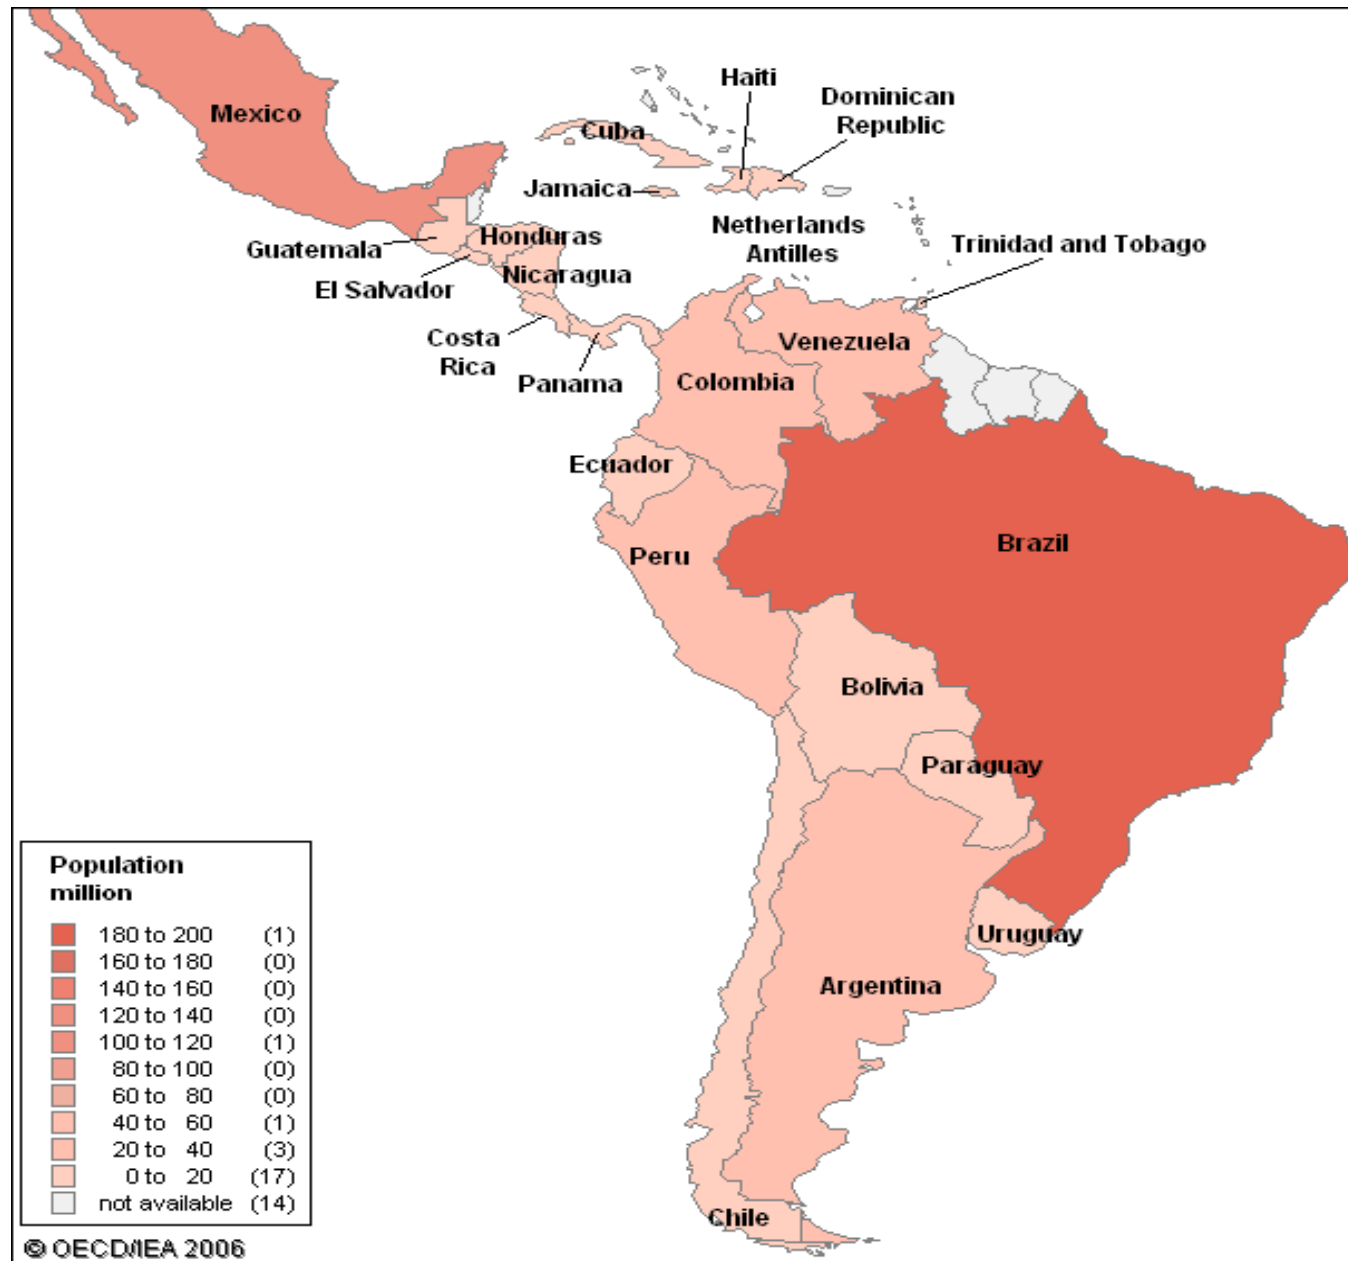 Haiti
Dominican
Republic
Mexico
Cuba
Jamaica
Netherlands
Antilles
Trinidad and Tobago
Guatemala
Honduras
El Salvador
Nicaragua
Costa
Rica
Panama
Venezuela
Colombia
Ecuador
Peru
Brazil
Bolivia
Paraguay
Uruguay
Argentina
Chile
Population
million
180 to 200 (1)
160 to 180 (0)
140 to 160 (0)
120 to 140 (0)
100 to 120 (1)
80 to 100 (0)
60 to 80 (0)
40 to 60 (1)
20 to 40 (3)
0 to 20 (17)
not available (14)
© OECD/IEA 2006